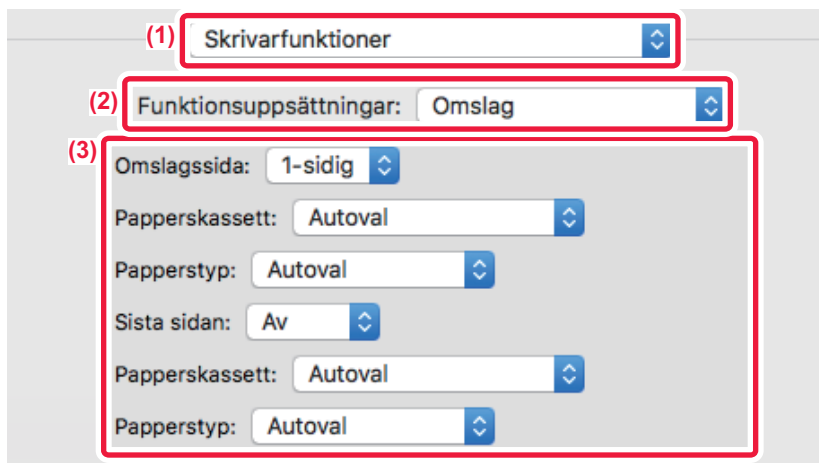 (1) Skrivarfunktioner
(2) Funktionsuppsättningar: Omslag
(3)
Omslagssida: 1-sidig
Papperskassett: Autoval
Papperstyp: Autoval
Sista sidan: Av
Papperskassett: Autoval
Papperstyp: Autoval